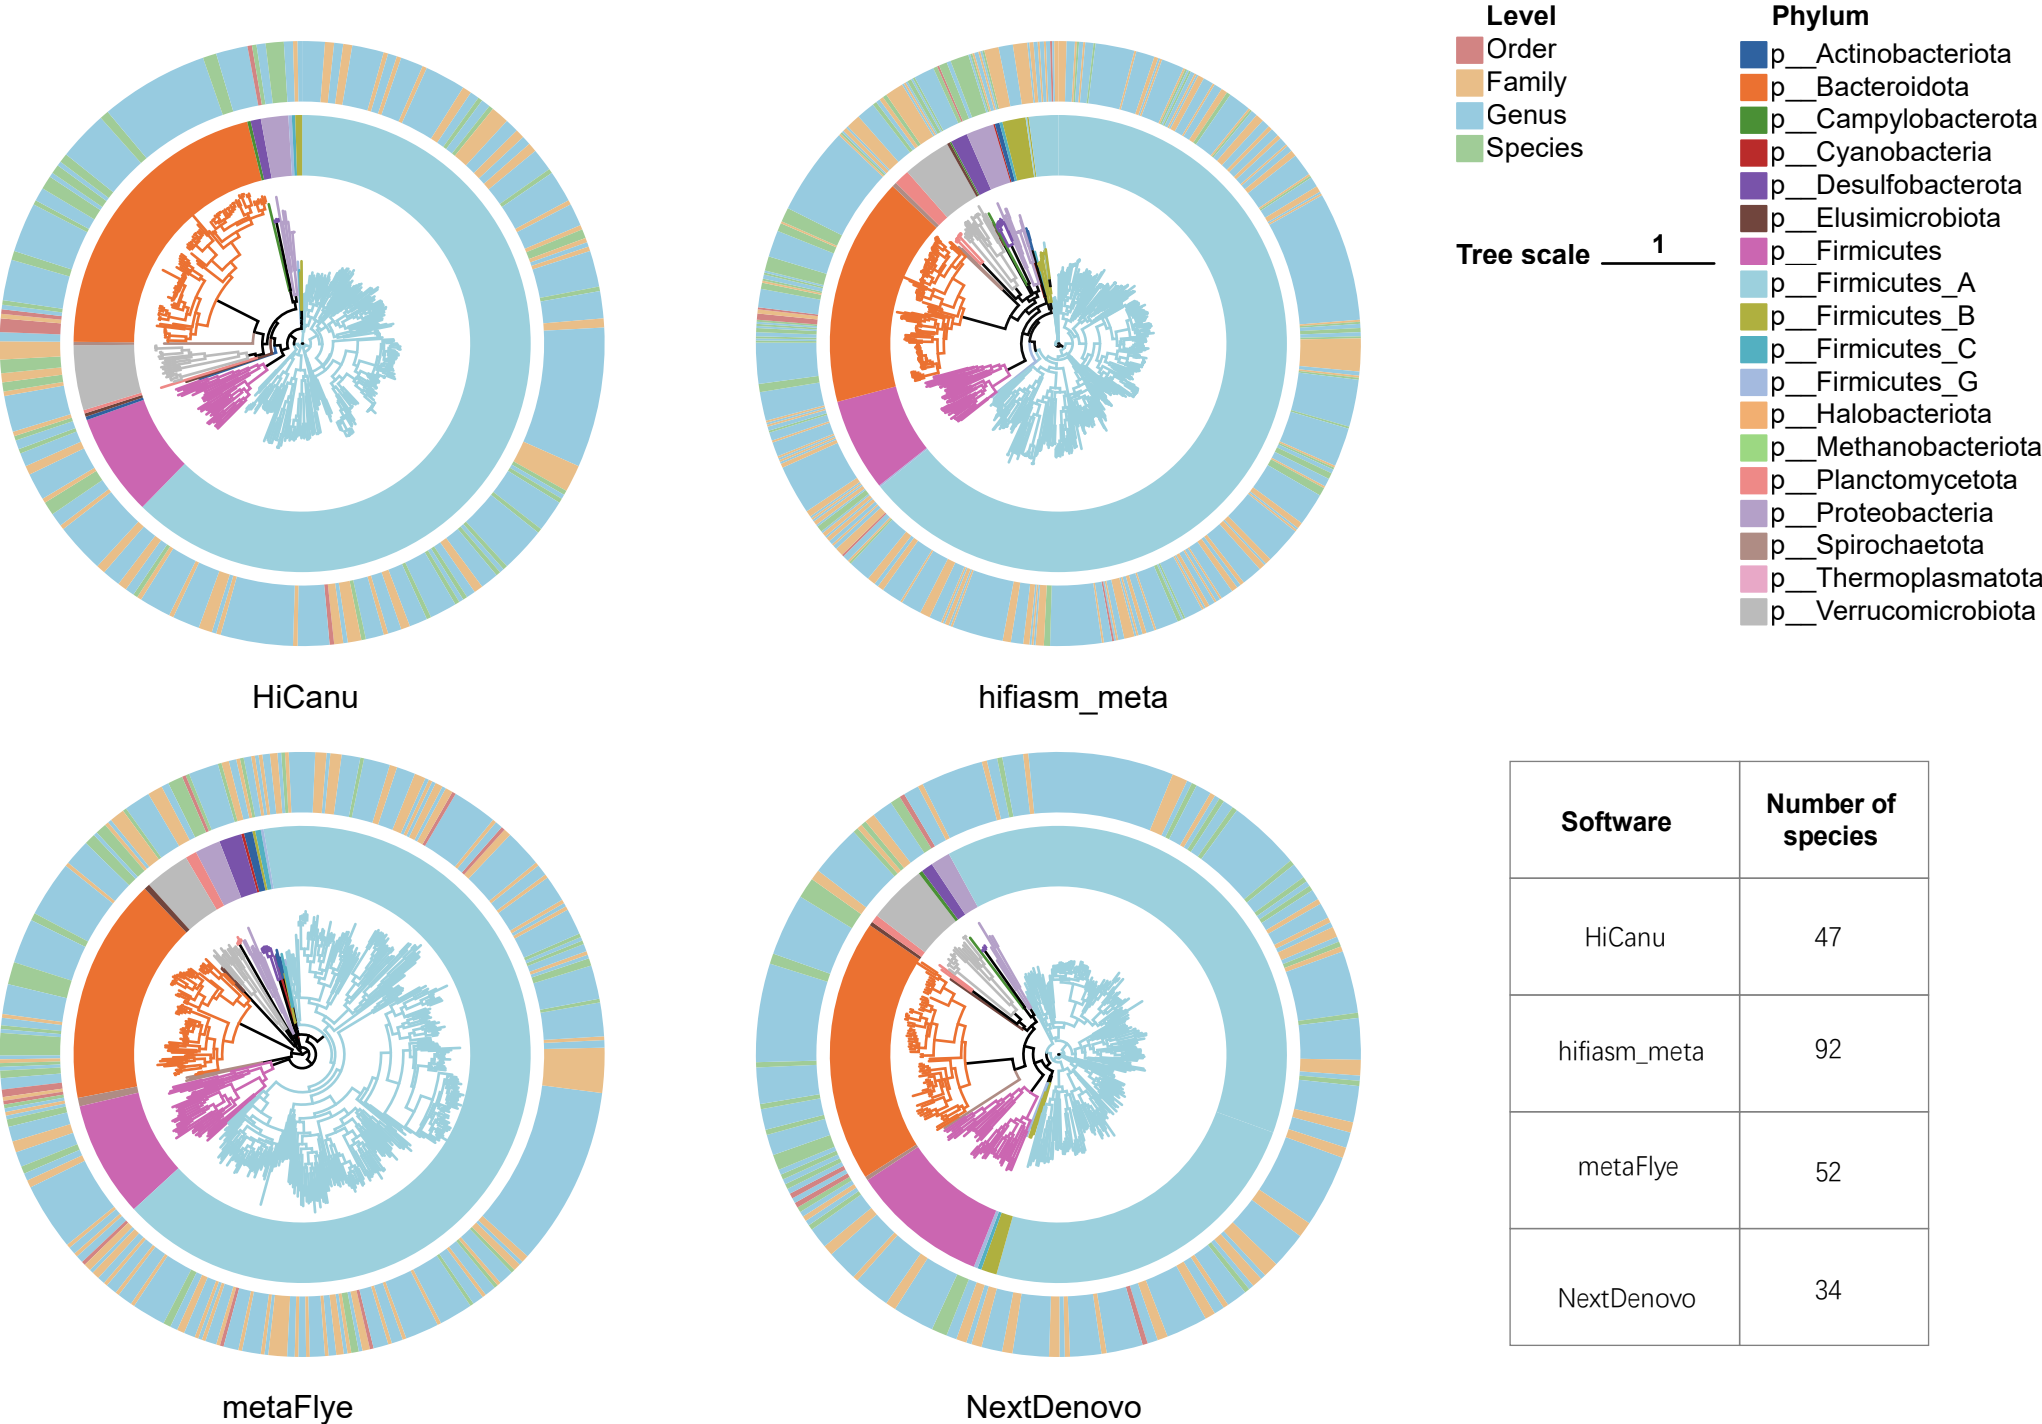 Level
Order
Family
Genus
Species
Tree scale
1
Phylum
p__Actinobacteriota
p__Bacteroidota
p__Campylobacterota
p__Cyanobacteria
p__Desulfobacterota
p__Elusimicrobiota
p__Firmicutes
p__Firmicutes_A
p__Firmicutes_B
p__Firmicutes_C
p__Firmicutes_G
p__Halobacteriota
p__Methanobacteriota
p__Planctomycetota
p__Proteobacteria
p__Spirochaetota
p__Thermoplasmatota
p__Verrucomicrobiota
HiCanu
hifiasm_meta
metaFlye
NextDenovo
Software
Number of
species
HiCanu
47
hifiasm_meta
92
metaFlye
52
NextDenovo
34